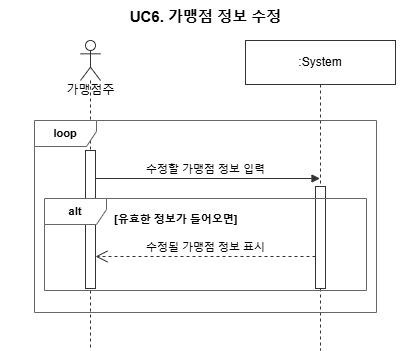 UC6. 가맹점 정보 수정
:System
가맹점주
loop
수정할 가맹점 정보 입력
alt
[유효한 정보가 들어오면]
수정될 가맹점 정보 표시